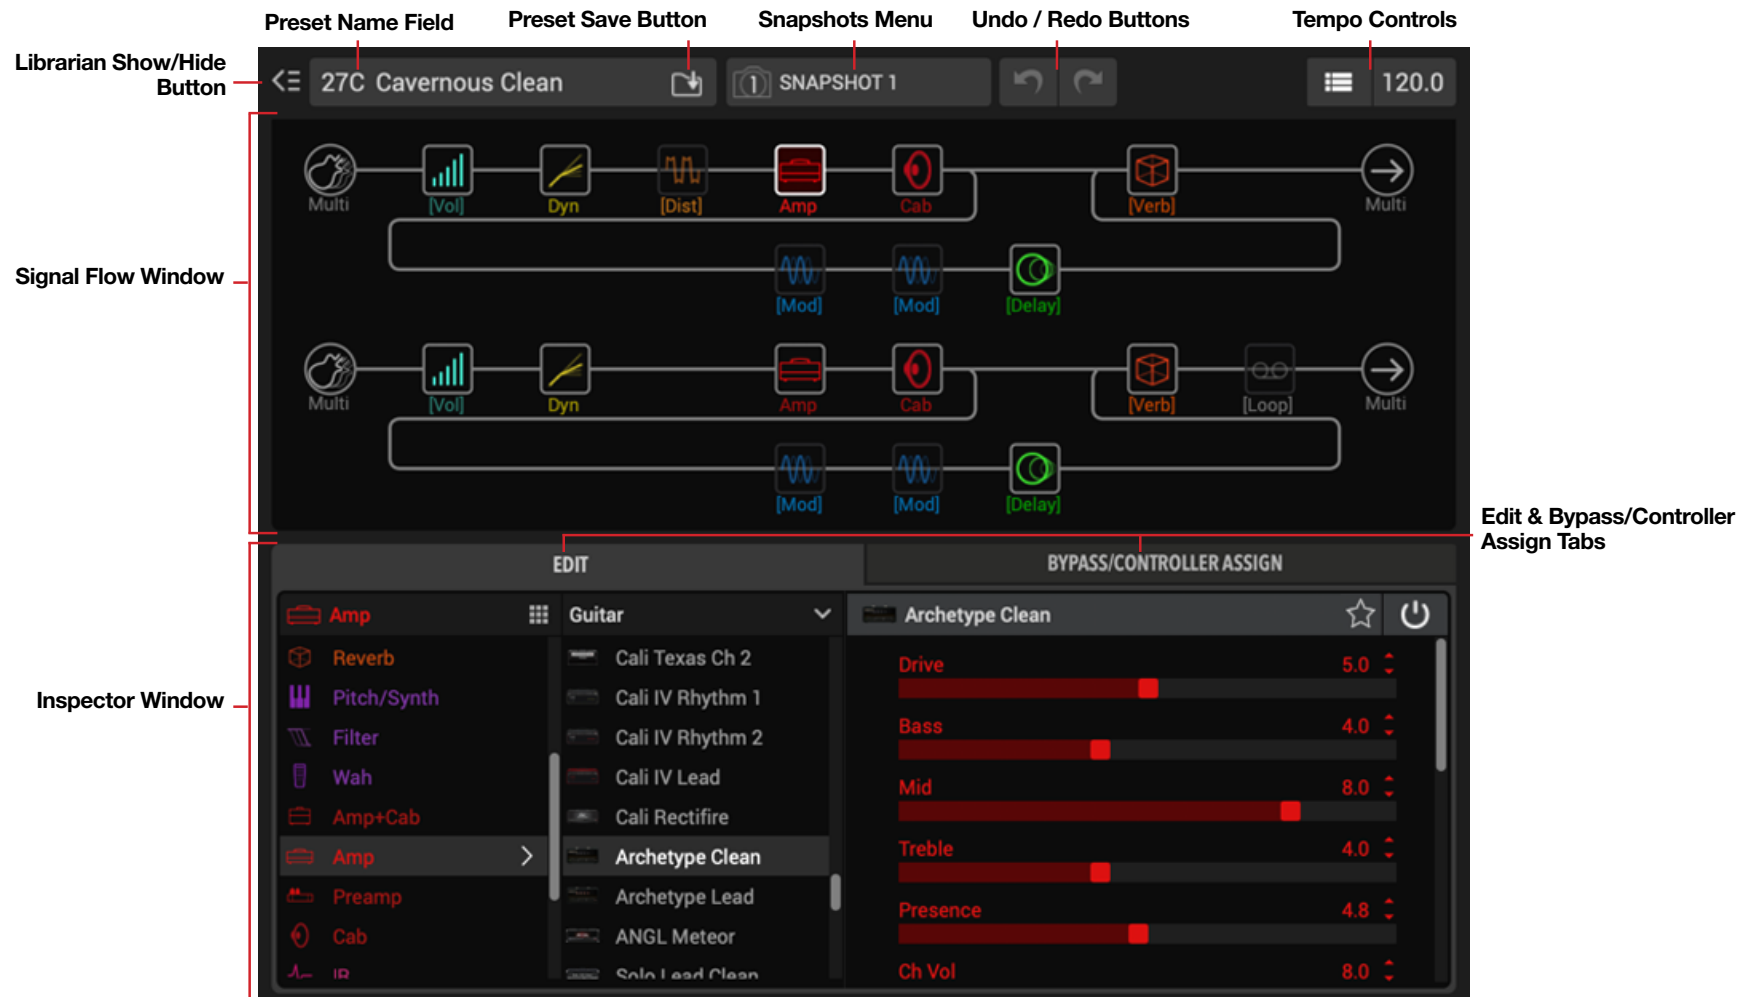 Preset Name Field
Preset Save Button
Snapshots Menu
Undo / Redo Buttons
Tempo Controls
Librarian Show/Hide
Button
27C Cavernous Clean
1
SNAPSHOT 1
120.0
Signal Flow Window
Multi
[Vol]
Dyn
[Dist]
Amp
Cab
[Verb]
Multi
[Mod]
[Mod]
[Delay]
Multi
[Vol]
Dyn
Amp
Cab
[Verb]
[Loop]
Multi
[Mod]
[Mod]
[Delay]
Edit & Bypass/Controller
Assign Tabs
EDIT
BYPASS/CONTROLLER ASSIGN
Inspector Window
Amp
Reverb
Pitch/Synth
Filter
Wah
Amp+Cab
Amp
Preamp
Cab
IR
Guitar
Cali Texas Ch 2
Cali IV Rhythm 1
Cali IV Rhythm 2
Cali IV Lead
Cali Rectifire
Archetype Clean
Archetype Lead
ANGL Meteor
Solo Lead Clean
Archetype Clean
Drive 5.0
Bass 4.0
Mid 8.0
Treble 4.0
Presence 4.8
Ch Vol 8.0